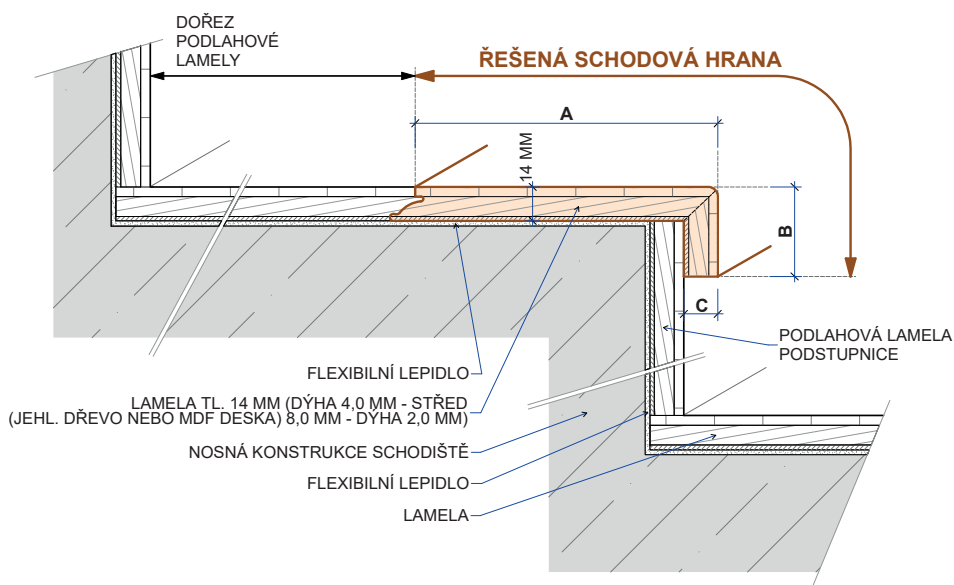 DOŘEZ
PODLAHOVÉ
LAMELY
ŘEŠENÁ SCHODOVÁ HRANA
A
14 MM
B
C
PODLAHOVÁ LAMELA
PODSTUPNICE
FLEXIBILNÍ LEPIDLO
LAMELA TL. 14 MM (DÝHA 4,0 MM - STŘED
(JEHL. DŘEVO NEBO MDF DESKA) 8,0 MM - DÝHA 2,0 MM)
NOSNÁ KONSTRUKCE SCHODIŠTĚ
FLEXIBILNÍ LEPIDLO
LAMELA